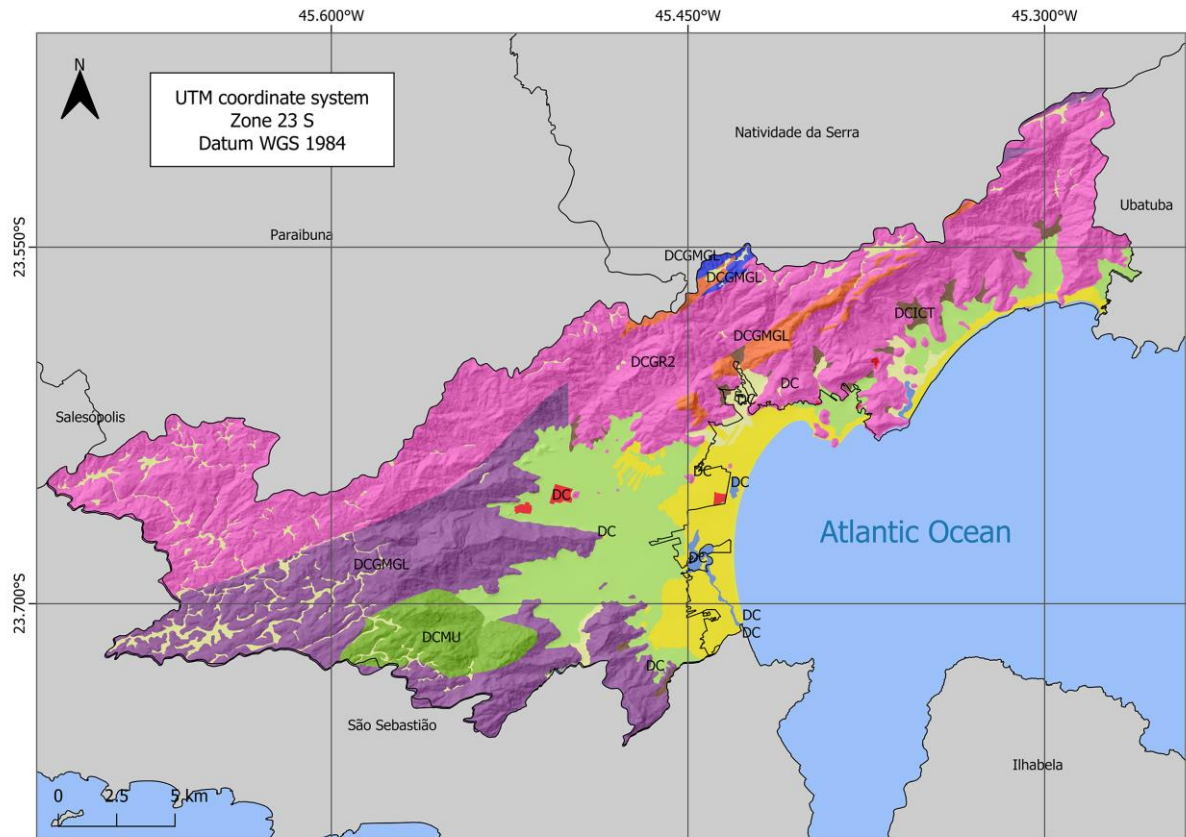 45.600°W
45.450°W
45.300°W
N
UTM coordinate system
Zone 23 S
Datum WGS 1984
Natividade da Serra
Ubatuba
Paraibuna
23.550°S
DCGMGL
DCGMGL
DCICT
DCGMGL
DCGR2
DC
DC
Salesópolis
DC
DC
DC
DC
Atlantic Ocean
DC
DCGMGL
23.700°S
DC
DC
DCMU
DC
São Sebastião
Ilhabela
0 2.5 5 km